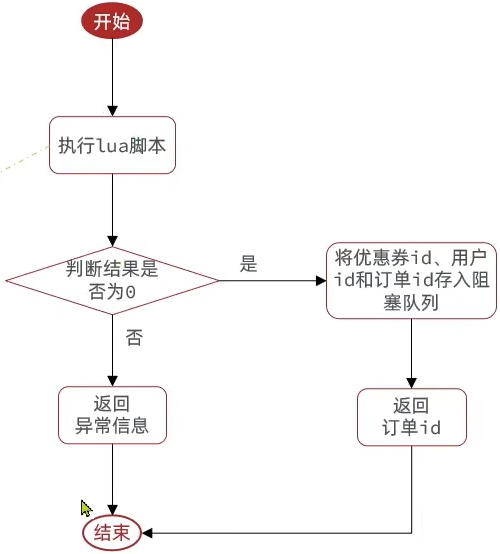 开始
执行lua脚本
判断结果是
否为0
是
将优惠券id、用户
id和订单id存入阻
塞队列
否
返回
异常信息
返回
订单id
结束